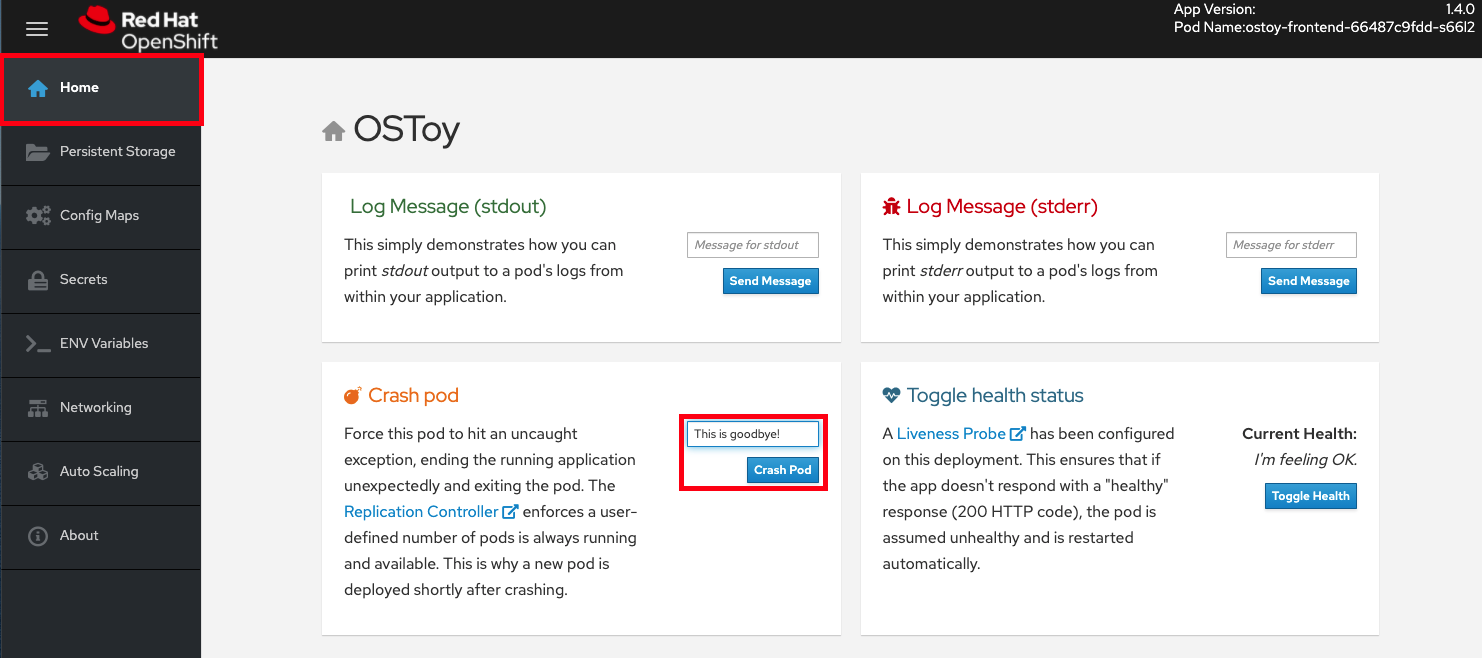 Red Hat
OpenShift
App Version: 1.4.0
Pod Name:ostoy-frontend-66487c9fdd-s66l2
Home
Persistent Storage
Config Maps
Secrets
ENV Variables
Networking
Auto Scaling
About
OSToy
Log Message (stdout)
This simply demonstrates how you can
print stdout output to a pod's logs from
within your application.
Message for stdout
Send Message
Log Message (stderr)
This simply demonstrates how you can
print stderr output to a pod's logs from
within your application.
Message for stderr
Send Message
Crash pod
Force this pod to hit an uncaught
exception, ending the running application
unexpectedly and exiting the pod. The
Replication Controller enforces a user-
defined number of pods is always running
and available. This is why a new pod is
deployed shortly after crashing.
This is goodbye!
Crash Pod
Toggle health status
A Liveness Probe has been configured
on this deployment. This ensures that if
the app doesn't respond with a "healthy"
response (200 HTTP code), the pod is
assumed unhealthy and is restarted
automatically.
Current Health:
I'm feeling OK.
Toggle Health